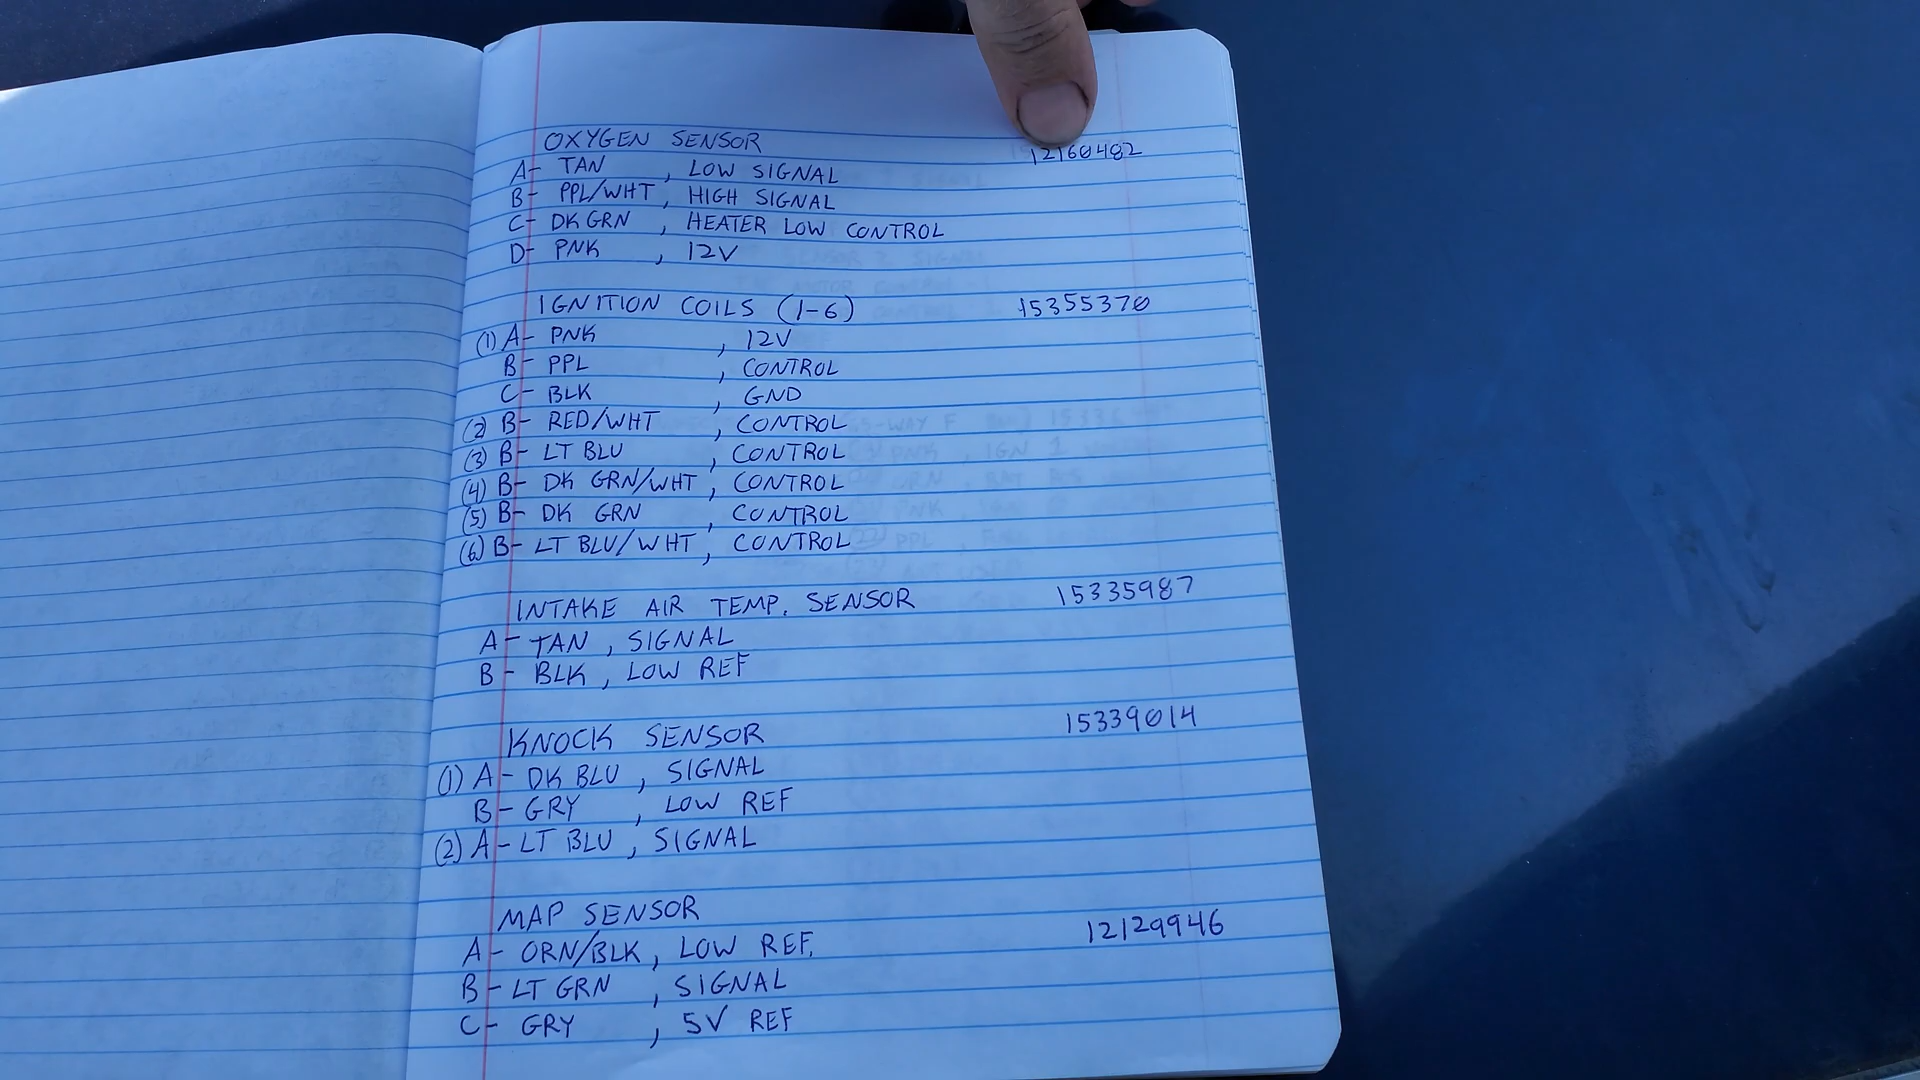 OXYGEN SENSOR 12160482
A- TAN , LOW SIGNAL
B- PPL/WHT, HIGH SIGNAL
C- DK GRN , HEATER LOW CONTROL
D- PNK , 12V
IGNITION COILS (1-6) 15355370
(1) A- PNK , 12V
B- PPL , CONTROL
C- BLK , GND
(2) B- RED/WHT , CONTROL
(3) B- LT BLU , CONTROL
(4) B- DK GRN/WHT, CONTROL
(5) B- DK GRN , CONTROL
(6) B- LT BLU/WHT, CONTROL
INTAKE AIR TEMP. SENSOR 15335987
A- TAN, SIGNAL
B- BLK, LOW REF
KNOCK SENSOR 15339014
(1) A- DK BLU , SIGNAL
B- GRY , LOW REF
(2) A- LT BLU, SIGNAL
MAP SENSOR 12129946
A- ORN/BLK, LOW REF.
B- LT GRN , SIGNAL
C- GRY , 5V REF